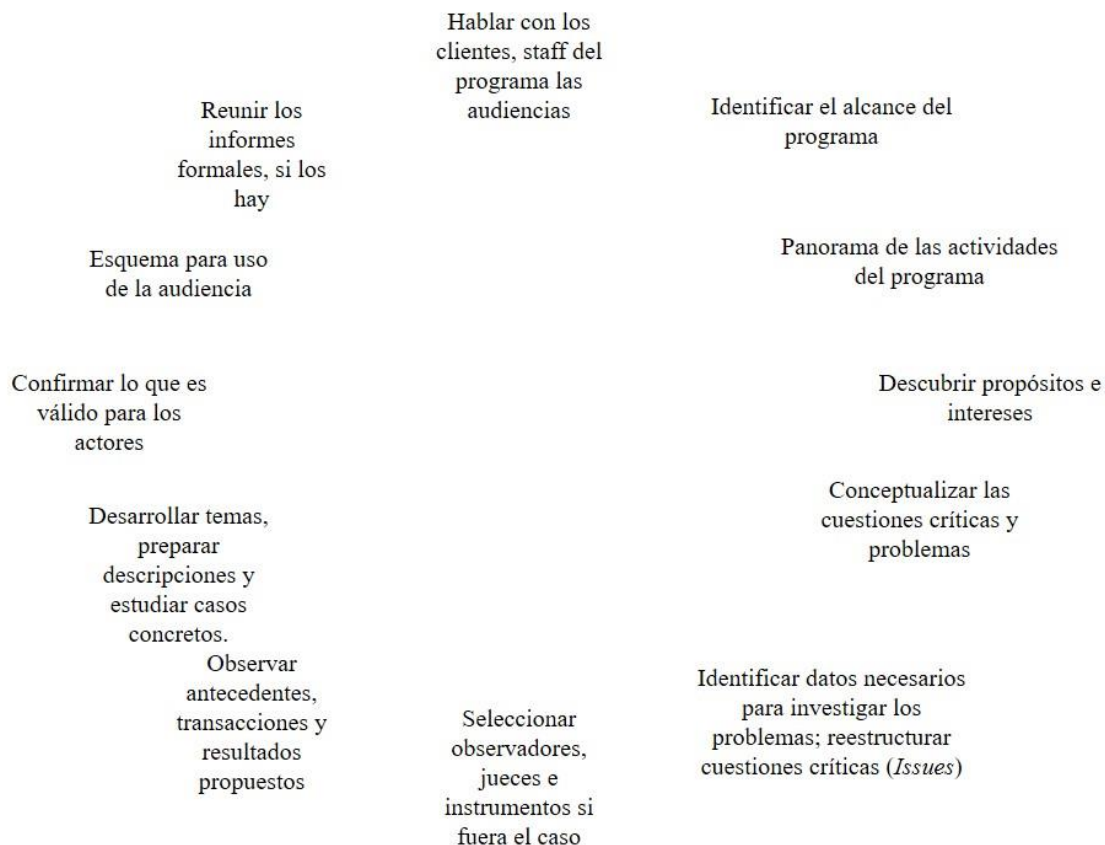 Hablar con los
clientes, staff del
programa las
audiencias
Identificar el alcance del
programa
Panorama de las actividades
del programa
Descubrir propósitos e
intereses
Conceptualizar las
cuestiones críticas y
problemas
Identificar datos necesarios
para investigar los
problemas; reestructurar
cuestiones críticas (Issues)
Seleccionar
observadores,
jueces e
instrumentos si
fuera el caso
Observar
antecedentes,
transacciones y
resultados
propuestos
Desarrollar temas,
preparar
descripciones y
estudiar casos
concretos.
Confirmar lo que es
válido para los
actores
Esquema para uso
de la audiencia
Reunir los
informes
formales, si los
hay